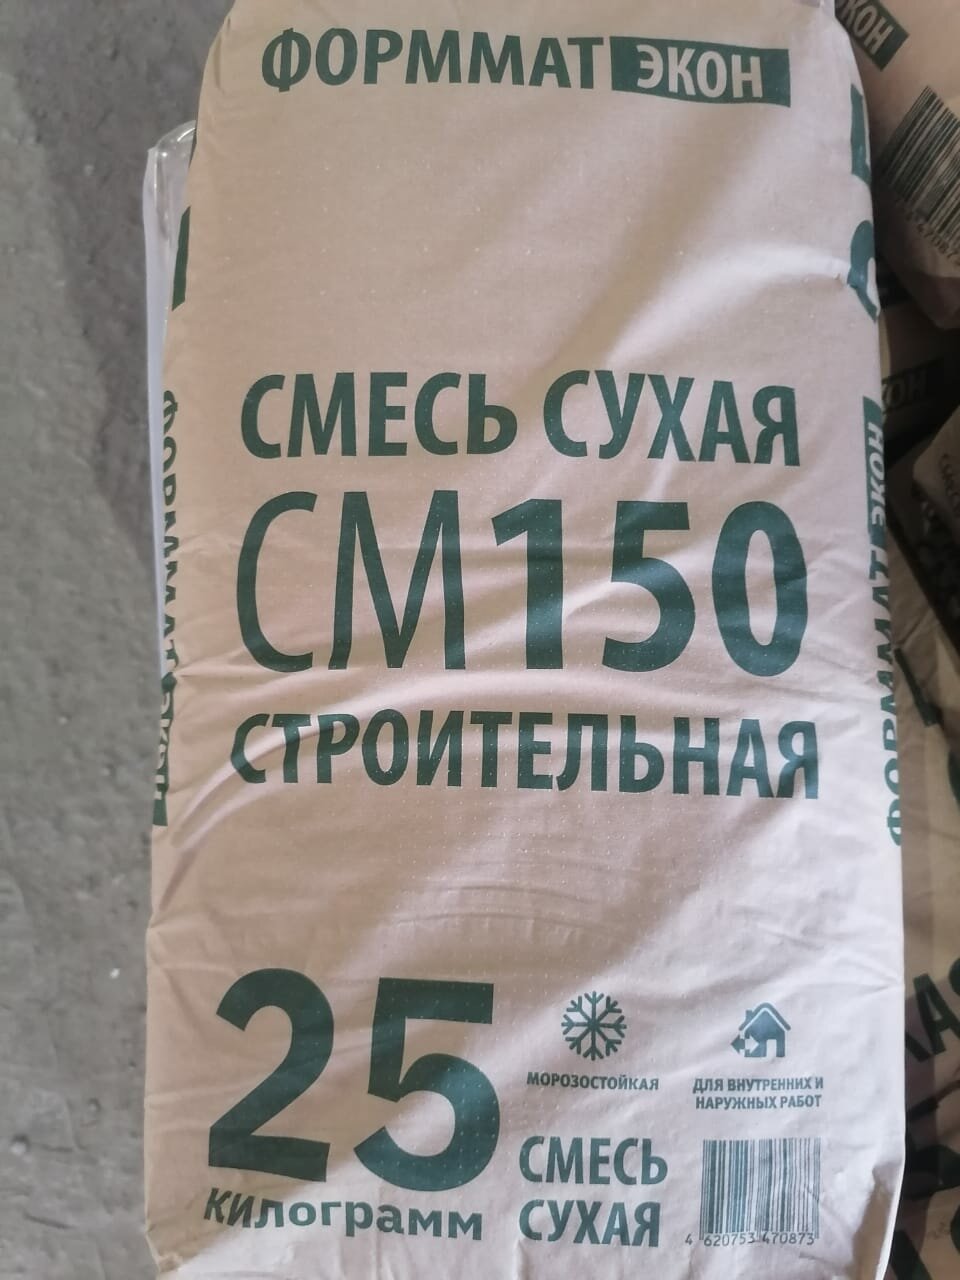 ФОРММАТ ЭКОН
СМЕСЬ СУХАЯ
СМ150
СТРОИТЕЛЬНАЯ
25
килограмм
МОРОЗОСТОЙКАЯ
ДЛЯ ВНУТРЕННИХ И
НАРУЖНЫХ РАБОТ
СМЕСЬ
СУХАЯ
4 620753 470873
ФОРММАТ ЭКОН
ФОРММАТ ЭКОН